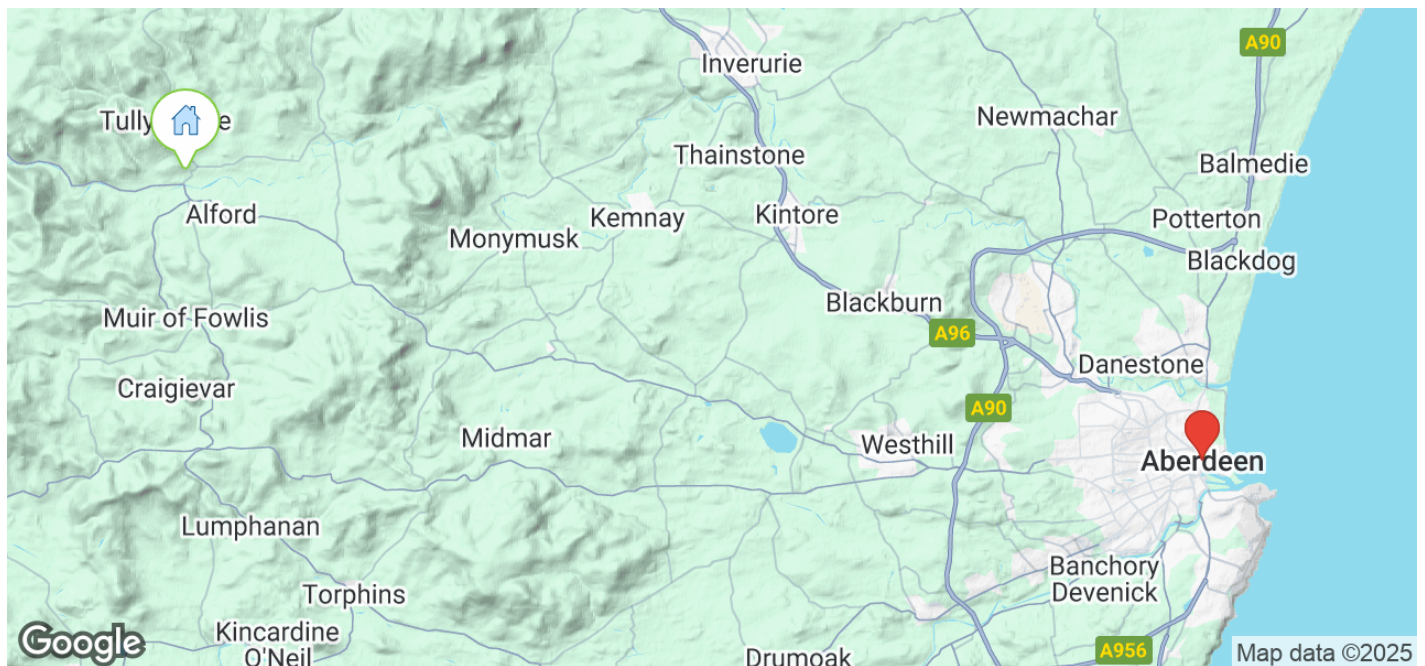 A90
Inverurie
Newmachar
Thainstone
Balmedie
Kemnay
Kintore
Alford
Potterton
Monymusk
Blackdog
Blackburn
Muir of Fowlis
A96
Danestone
Craigievar
A90
Midmar
Westhill
Aberdeen
Lumphanan
Banchory
Devenick
Torphins
Kincardine
O'Neil
Drumoak
A956
Google
Map data ©2025